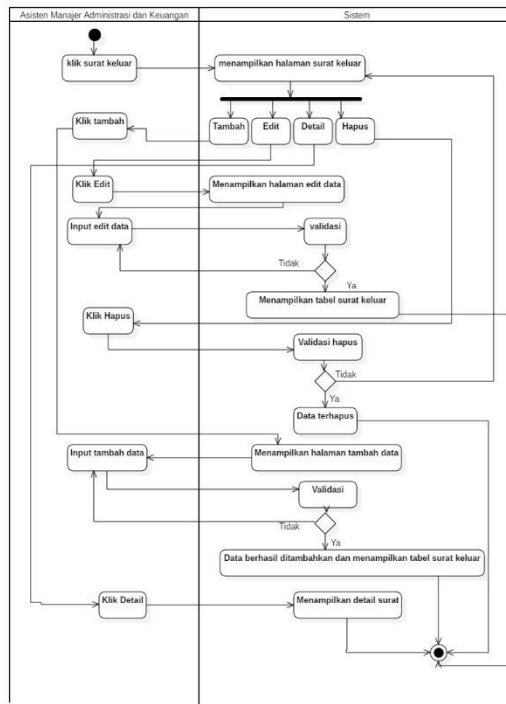 Asisten Manajer Administrasi dan Keuangan
Sistem
klik surat keluar
menampilkan halaman surat keluar
Klik tambah
Tambah
Edit
Detail
Hapus
Klik Edit
Menampilkan halaman edit data
Input edit data
validasi
Tidak
Ya
Menampilkan tabel surat keluar
Klik Hapus
Validasi hapus
Tidak
Ya
Data terhapus
Input tambah data
Menampilkan halaman tambah data
Validasi
Tidak
Ya
Data berhasil ditambahkan dan menampilkan tabel surat keluar
Klik Detail
Menampilkan detail surat